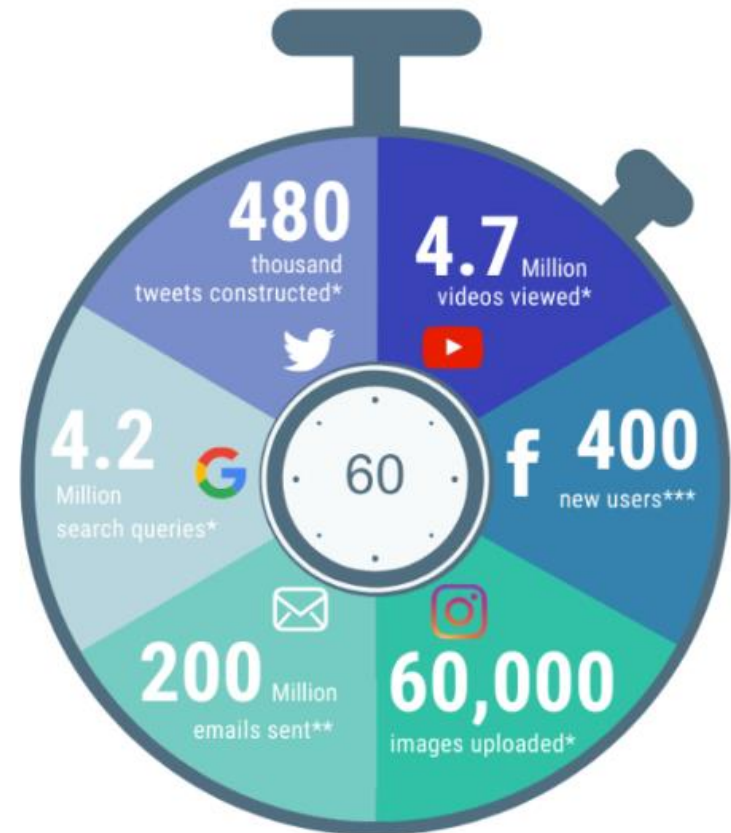 480
thousand
tweets constructed*
4.7 Million
videos viewed*
400
new users***
60,000
images uploaded*
200 Million
emails sent**
4.2
Million
search queries*
60